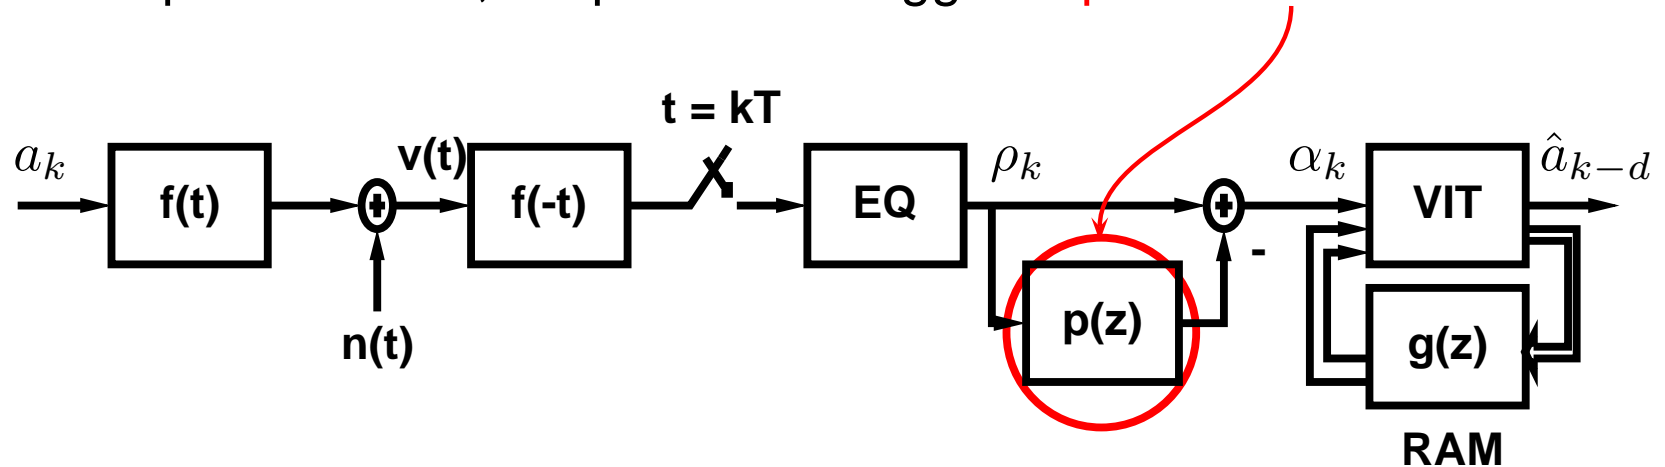 t = kT
a_k
f(t)
v(t)
f(-t)
EQ
ρ_k
α_k
VIT
â_{k-d}
-
p(z)
n(t)
g(z)
RAM